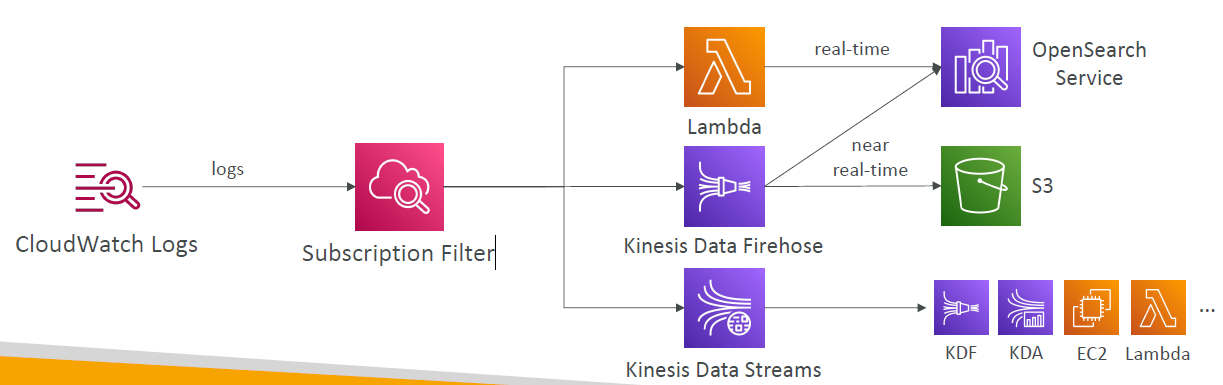 CloudWatch Logs
logs
Subscription Filter
Lambda
real-time
OpenSearch
Service
Kinesis Data Firehose
near
real-time
S3
Kinesis Data Streams
KDF
KDA
EC2
Lambda
...